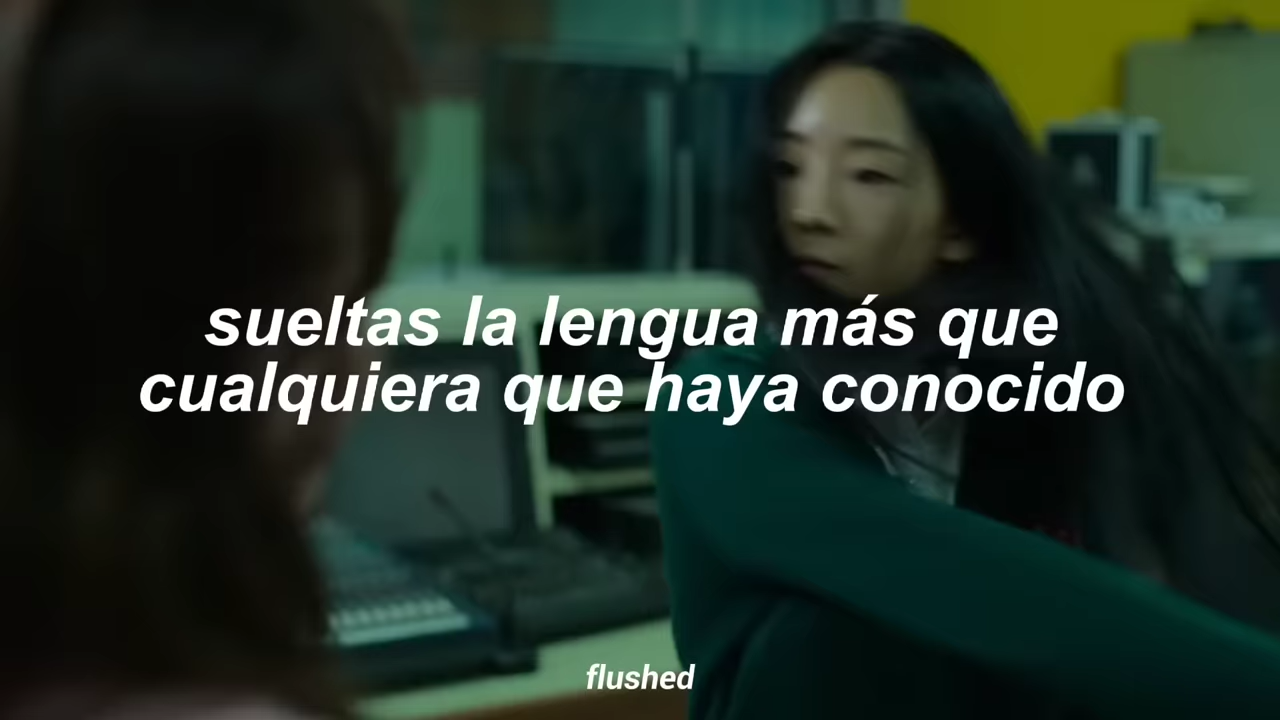 sueltas la lengua más que
cualquiera que haya conocido
flushed